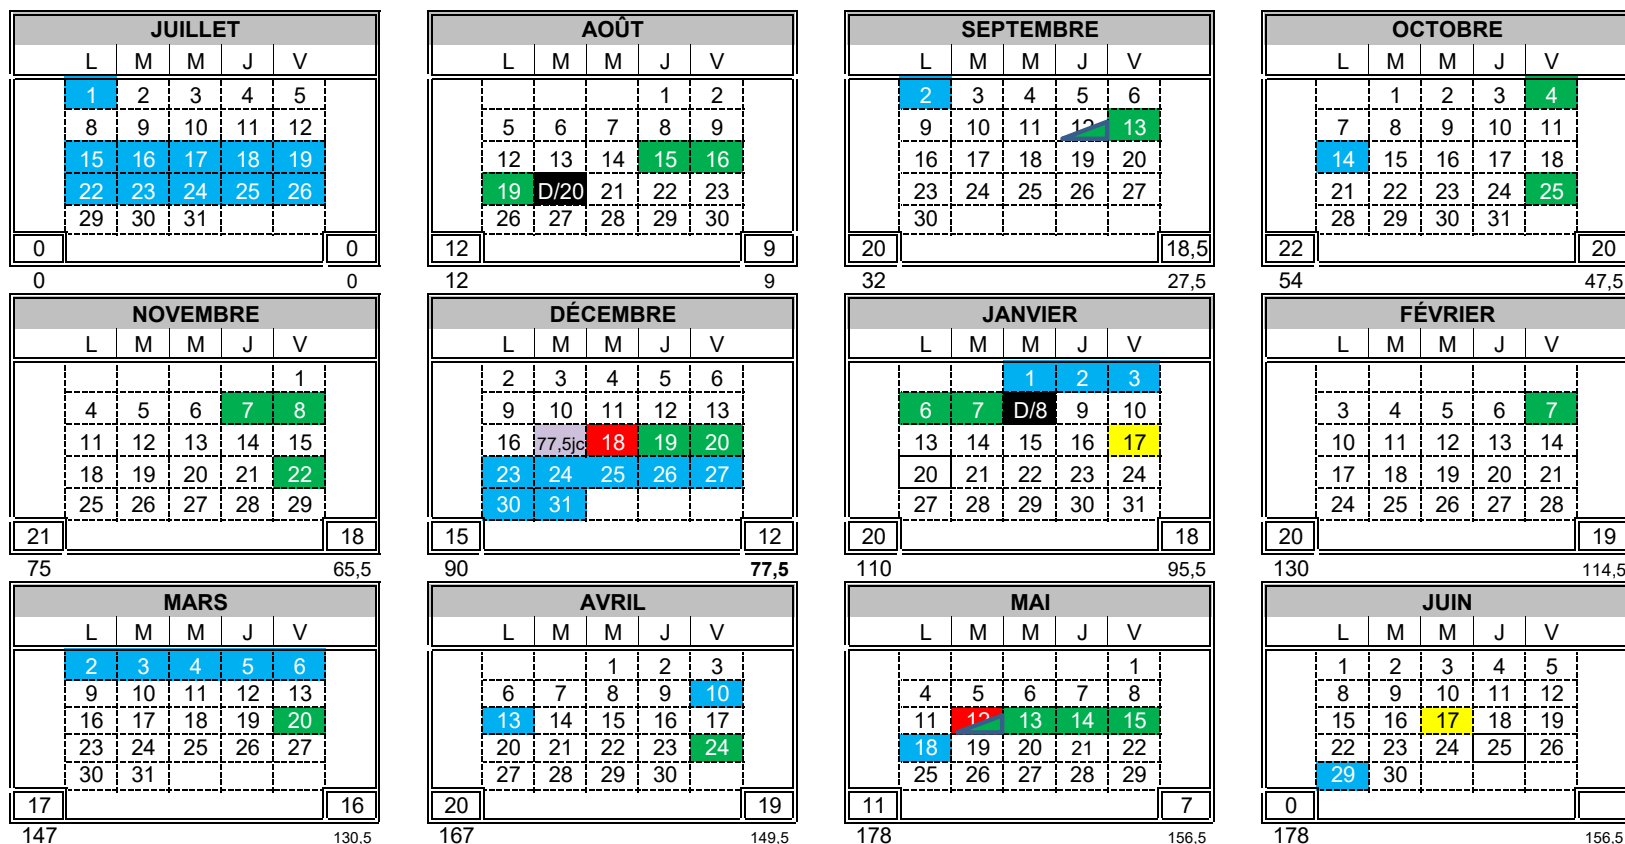 JUILLET AOÛT SEPTEMBRE OCTOBRE
L M M J V L M M J V L M M J V L M M J V
1 2 3 4 5 1 2 2 3 4 5 6 1 2 3 4
8 9 10 11 12 5 6 7 8 9 9 10 11 12 13 7 8 9 10 11
15 16 17 18 19 12 13 14 15 16 16 17 18 19 20 14 15 16 17 18
22 23 24 25 26 19 D/20 21 22 23 23 24 25 26 27 21 22 23 24 25
29 30 31 26 27 28 29 30 30 28 29 30 31
0 0 12 9 20 18,5 22 20
0 0 12 9 32 27,5 54 47,5
NOVEMBRE DÉCEMBRE JANVIER FÉVRIER
L M M J V L M M J V L M M J V L M M J V
1 2 3 4 5 6 1 2 3
4 5 6 7 8 9 10 11 12 13 6 7 D/8 9 10 3 4 5 6 7
11 12 13 14 15 16 77,5jc 18 19 20 13 14 15 16 17 10 11 12 13 14
18 19 20 21 22 23 24 25 26 27 20 21 22 23 24 17 18 19 20 21
25 26 27 28 29 30 31 27 28 29 30 31 24 25 26 27 28
21 18 15 12 20 18 20 19
75 65,5 90 77,5 110 95,5 130 114,5
MARS AVRIL MAI JUIN
L M M J V L M M J V L M M J V L M M J V
2 3 4 5 6 1 2 3 1 1 2 3 4 5
9 10 11 12 13 6 7 8 9 10 4 5 6 7 8 8 9 10 11 12
16 17 18 19 20 13 14 15 16 17 11 12 13 14 15 15 16 17 18 19
23 24 25 26 27 20 21 22 23 24 18 19 20 21 22 22 23 24 25 26
30 31 27 28 29 30 25 26 27 28 29 29 30
17 16 20 19 11 7 0
147 130,5 167 149,5 178 156,5 178 156,5